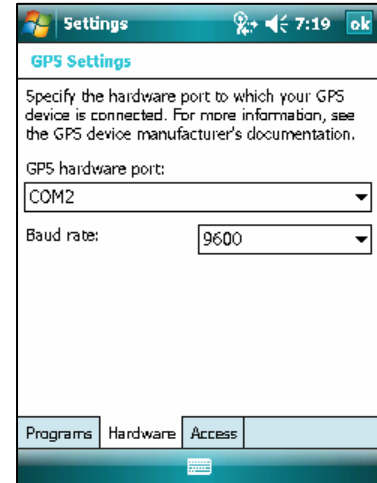 Settings 7:19 ok
GPS Settings
Specify the hardware port to which your GPS
device is connected. For more information, see
the GPS device manufacturer's documentation.
GPS hardware port:
COM2
Baud rate: 9600
Programs Hardware Access